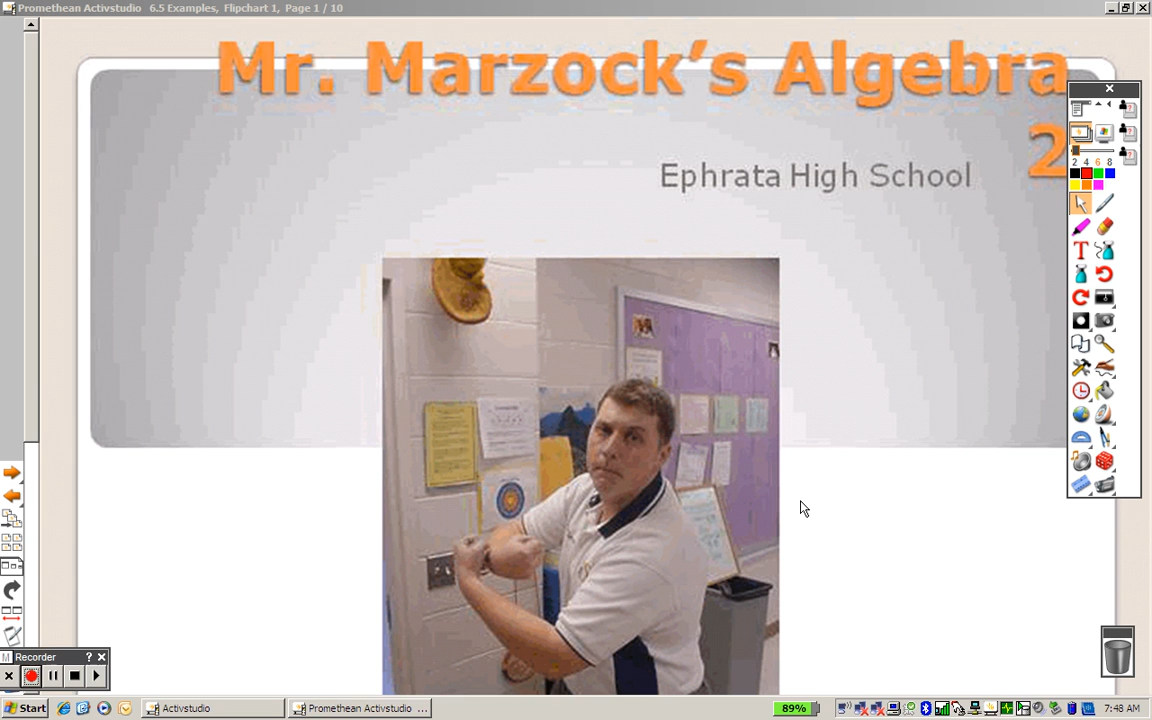 Promethean Activstudio   6.5 Examples,  Flipchart 1,  Page 1 / 10
Mr. Marzock’s Algebra
2
Ephrata High School
2 4 6 8
T
M Recorder ?
Start
Activstudio
Promethean Activstudio ...
89%
7:48 AM